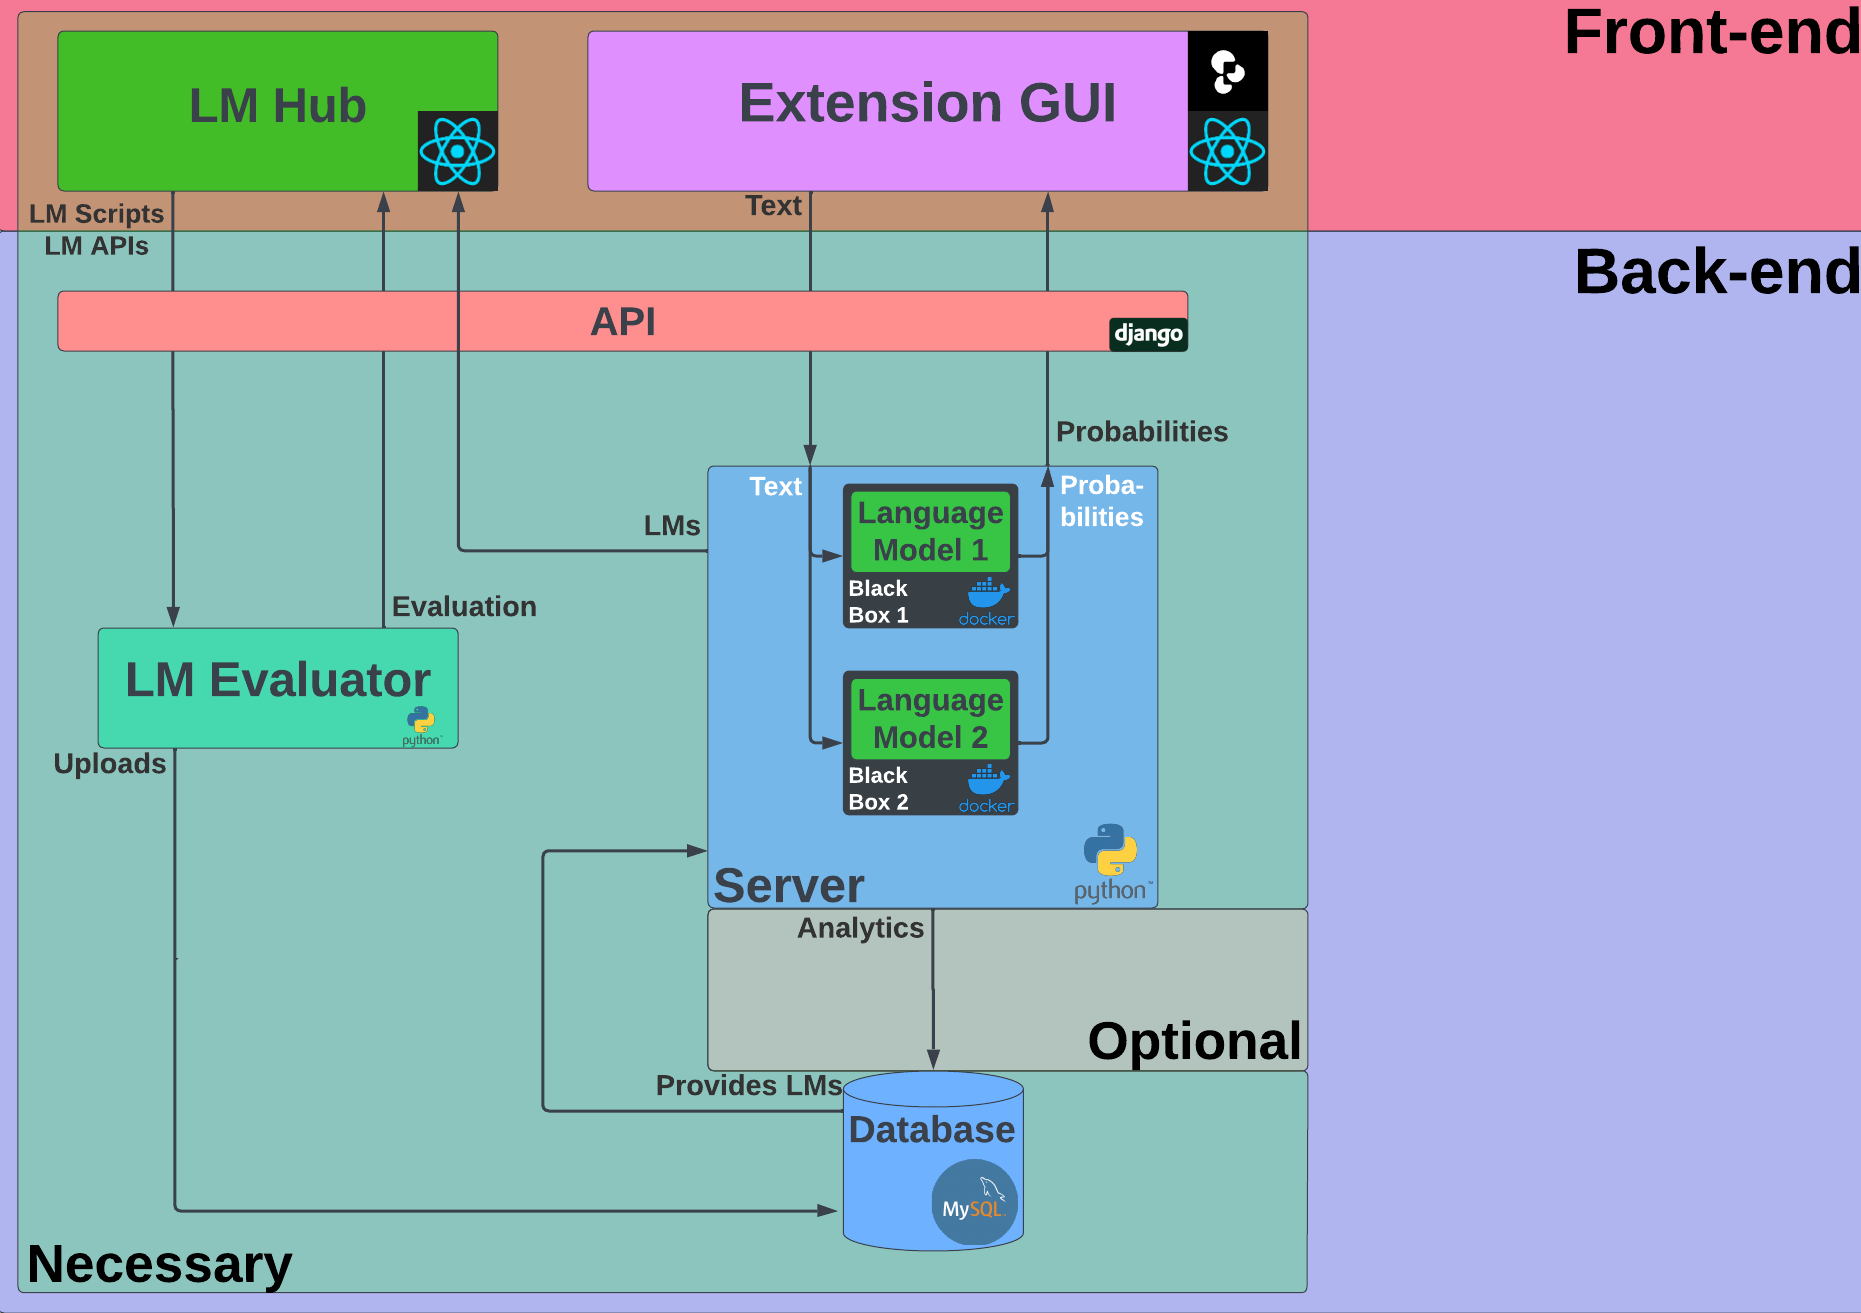 Front-end
LM Hub
Extension GUI
LM Scripts
Text
LM APIs
Back-end
API
django
Probabilities
Text
Proba-
bilities
LMs
Language
Model 1
Black
Box 1
docker
Evaluation
LM Evaluator
python™
Uploads
Language
Model 2
Black
Box 2
docker
Server
python™
Analytics
Optional
Provides LMs
Database
MySQL
Necessary